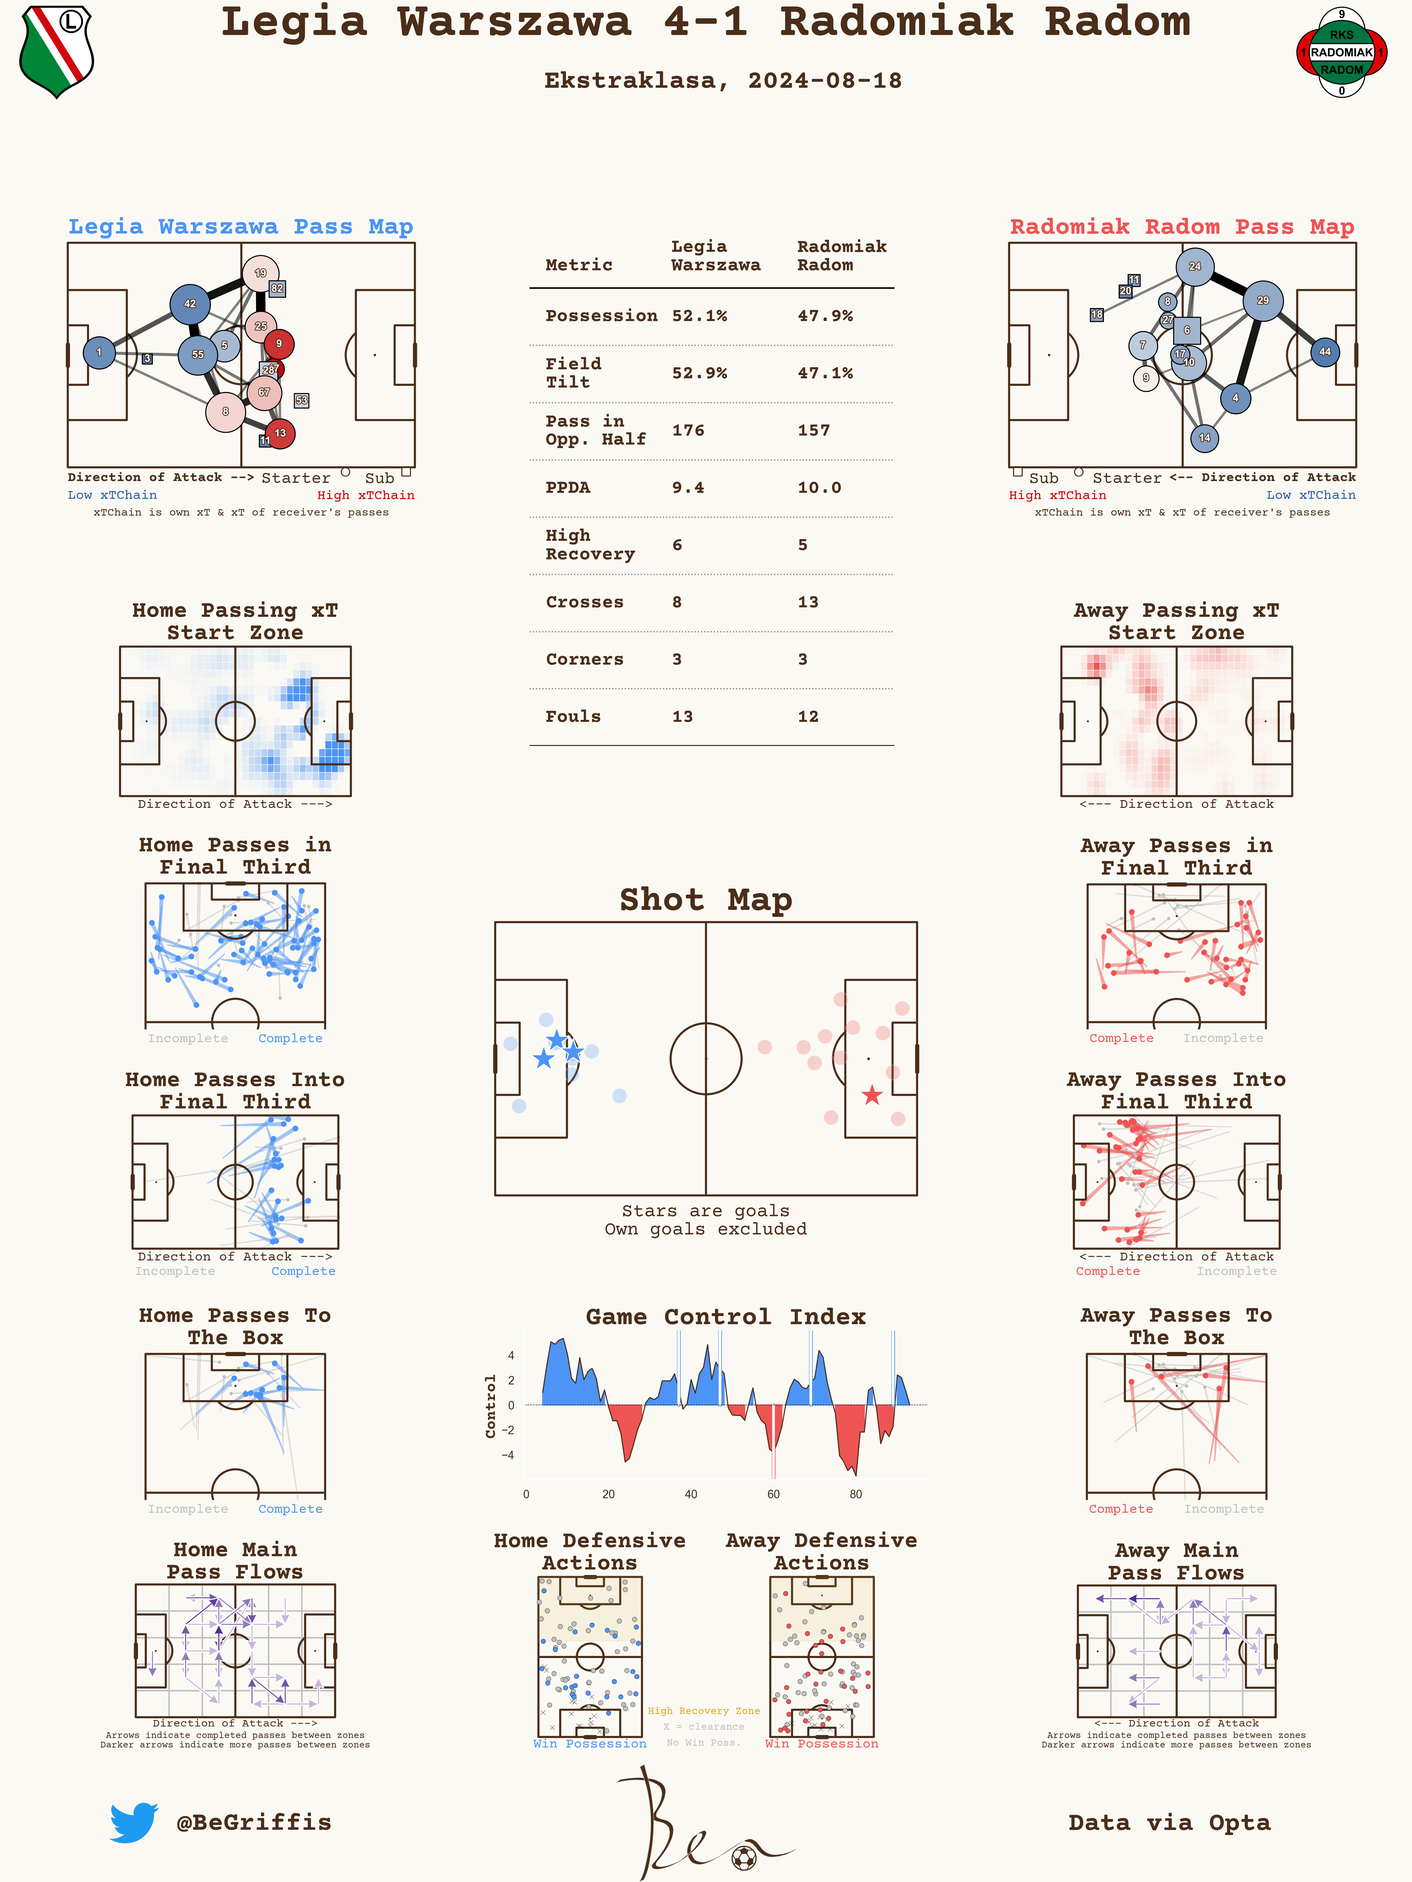 Legia Warszawa 4-1 Radomiak Radom
Ekstraklasa, 2024-08-18
L
9
RKS
1 RADOMIAK 1
RADOM
0
Legia Warszawa Pass Map
19
82
42
25
9
5
1
3
55
7
28
67
53
8
13
11
Direction of Attack --> Starter Sub
Low xTChain High xTChain
xTChain is own xT & xT of receiver's passes
Metric Legia Warszawa Radomiak Radom
Possession 52.1% 47.9%
Field Tilt 52.9% 47.1%
Pass in Opp. Half 176 157
PPDA 9.4 10.0
High Recovery 6 5
Crosses 8 13
Corners 3 3
Fouls 13 12
Radomiak Radom Pass Map
24
11
20
8
29
18
27
6
7
17
10
44
9
4
14
Sub Starter <-- Direction of Attack
High xTChain Low xTChain
xTChain is own xT & xT of receiver's passes
Home Passing xT
Start Zone
Direction of Attack --->
Away Passing xT
Start Zone
<--- Direction of Attack
Home Passes in
Final Third
Incomplete Complete
Away Passes in
Final Third
Complete Incomplete
Shot Map
Stars are goals
Own goals excluded
Home Passes Into
Final Third
Direction of Attack --->
Incomplete Complete
Away Passes Into
Final Third
<--- Direction of Attack
Complete Incomplete
Home Passes To
The Box
Incomplete Complete
Game Control Index
Control
4
2
0
−2
−4
0 20 40 60 80
Away Passes To
The Box
Complete Incomplete
Home Main
Pass Flows
Direction of Attack --->
Arrows indicate completed passes between zones
Darker arrows indicate more passes between zones
Home Defensive
Actions
Win Possession
High Recovery Zone
X = clearance
No Win Poss.
Away Defensive
Actions
Win Possession
Away Main
Pass Flows
<--- Direction of Attack
Arrows indicate completed passes between zones
Darker arrows indicate more passes between zones
@BeGriffis
Ben
Data via Opta